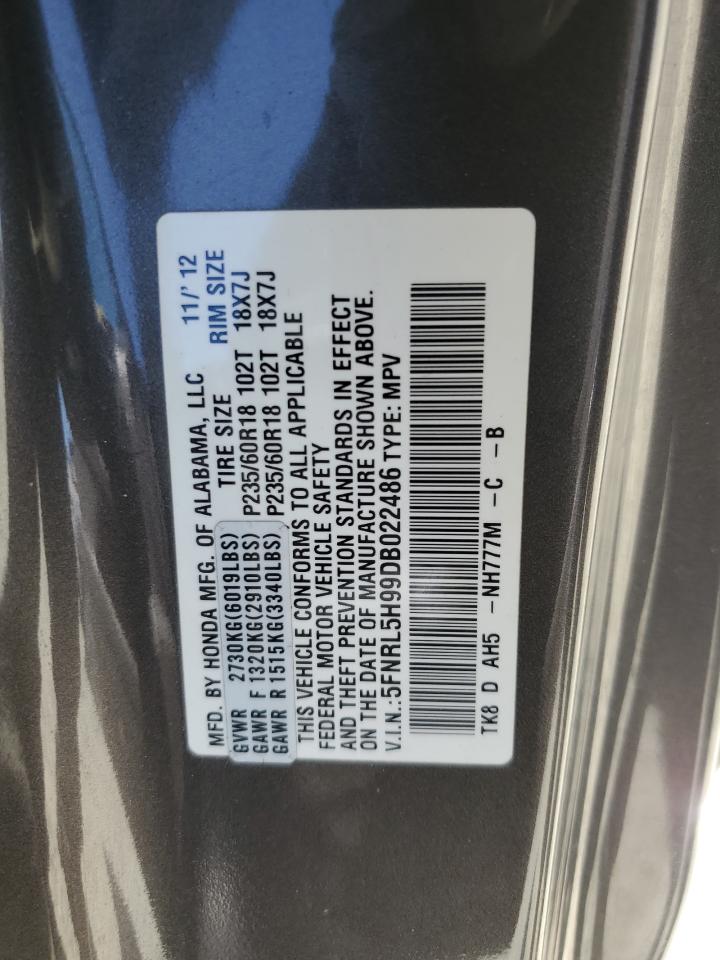 MFD. BY HONDA MFG. OF ALABAMA, LLC 11/'12
GVWR 2730KG(6019LBS) TIRE SIZE RIM SIZE
GAWR F 1320KG(2910LBS) P235/60R18 102T 18X7J
GAWR R 1515KG(3340LBS) P235/60R18 102T 18X7J
THIS VEHICLE CONFORMS TO ALL APPLICABLE
FEDERAL MOTOR VEHICLE SAFETY
AND THEFT PREVENTION STANDARDS IN EFFECT
ON THE DATE OF MANUFACTURE SHOWN ABOVE.
V.I.N.:5FNRL5H99DB022486 TYPE: MPV
TK8 D AH5 -NH777M -C -B